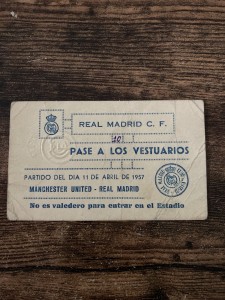 REAL MADRID C. F.
PASE A LOS VESTUARIOS
PARTIDO DEL DIA 11 DE ABRIL DE 1957
MANCHESTER UNITED - REAL MADRID
No es valedero para entrar en el Estadio